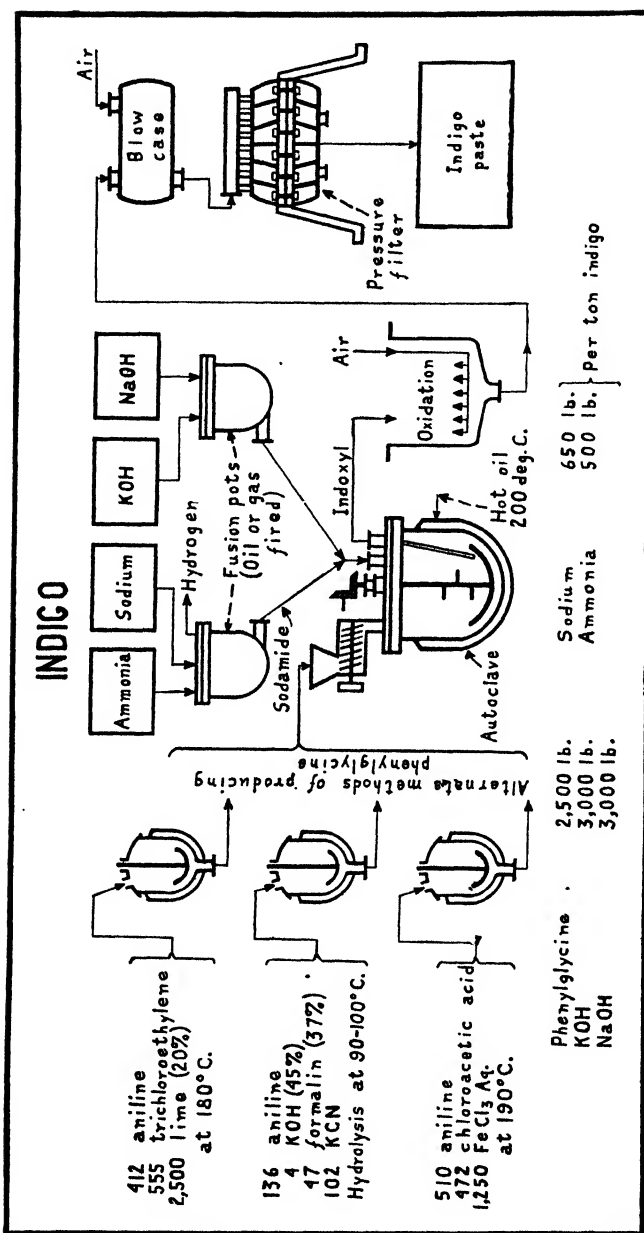 INDIGO
412 aniline
555 trichloroethylene
2,500 lime (20%)
at 180°C.
136 aniline
4 KOH (45%)
47 formalin (37%)
102 KCN
Hydrolysis at 90-100°C.
510 aniline
472 chloroacetic acid
1,250 FeCl3 Aq.
at 190°C.
Alternate methods of producing
phenylglycine
Ammonia
Sodium
KOH
NaOH
Hydrogen
Fusion pots
(Oil or gas
fired)
Sodamide
Indoxyl
Autoclave
Hot oil
200 deg. C.
Air
Oxidation
Air
Blow
case
Pressure
filter
Indigo
paste
Phenylglycine . 2,500 lb. Sodium 650 lb.
KOH 3,000 lb. Ammonia 500 lb.
NaOH 3,000 lb.
Per ton indigo